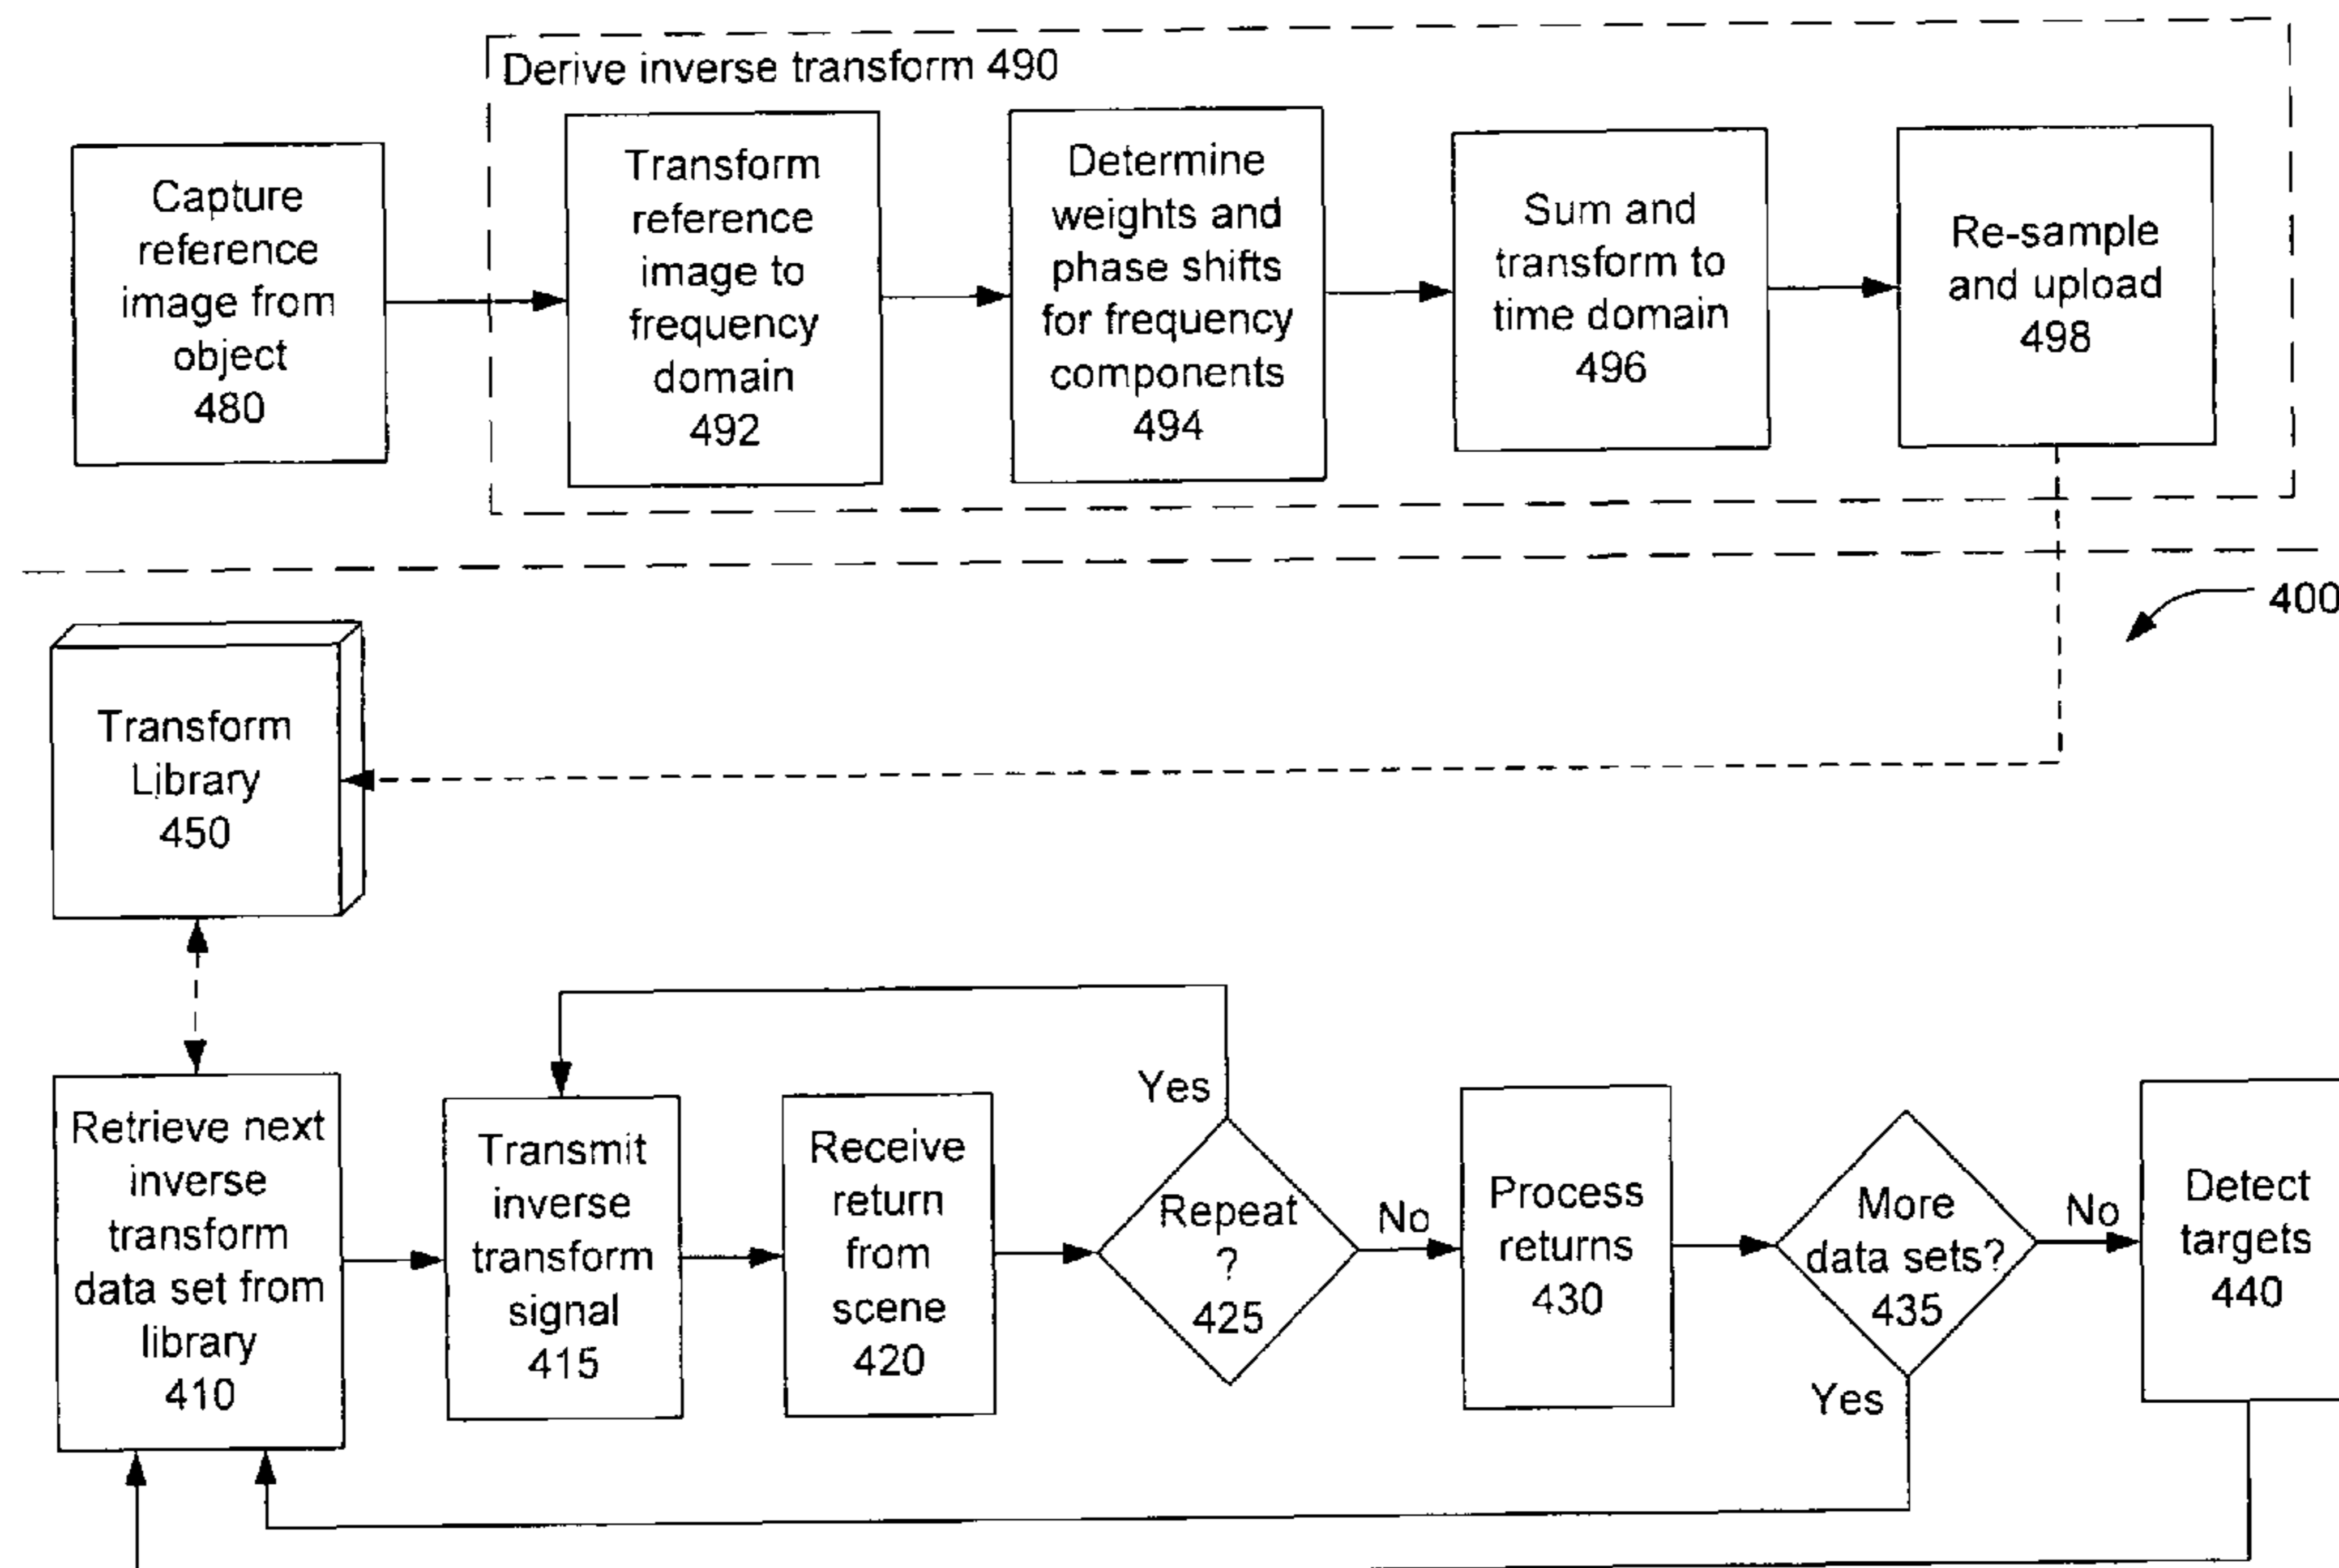 Derive inverse transform 490
Capture
reference
image from
object
480
Transform
reference
image to
frequency
domain
492
Determine
weights and
phase shifts
for frequency
components
494
Sum and
transform to
time domain
496
Re-sample
and upload
498
400
Transform
Library
450
Retrieve next
inverse
transform
data set from
library
410
Transmit
inverse
transform
signal
415
Receive
return
from
scene
420
Yes
Repeat
?
425
No
Process
returns
430
More
data sets?
435
Yes
No
Detect
targets
440